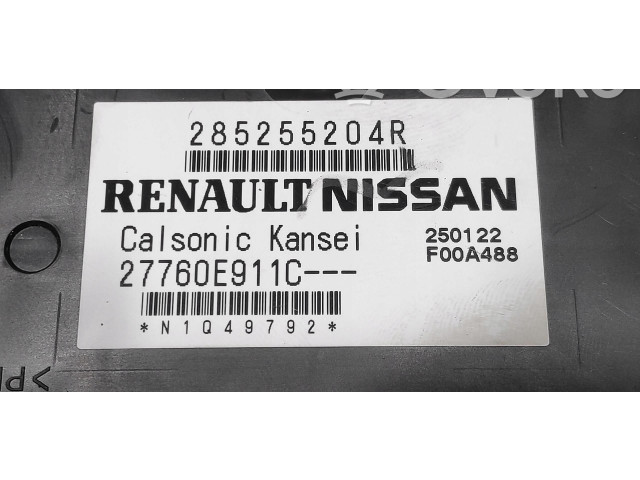 285255204R
RENAULT NISSAN
Calsonic Kansei
250122
27760E911C---
F00A488
*N1Q49792*